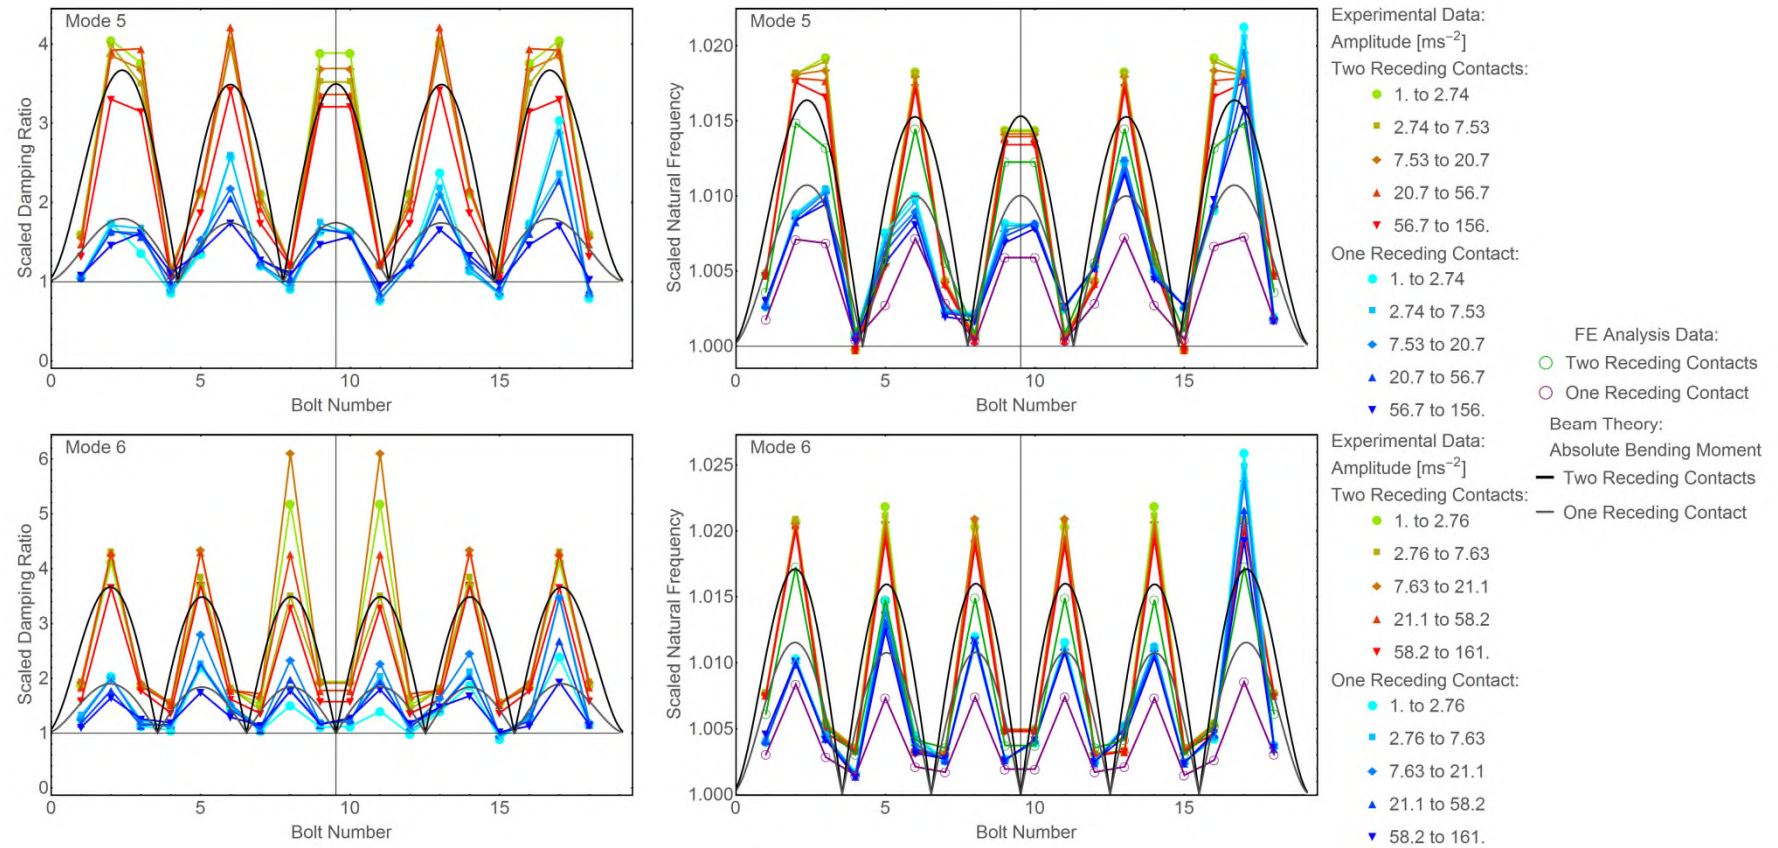 Mode 5
Scaled Damping Ratio
4
3
2
1
0
0
5
10
15
Bolt Number
Mode 5
Scaled Natural Frequency
1.020
1.015
1.010
1.005
1.000
0
5
10
15
Bolt Number
Experimental Data:
Amplitude [ms⁻²]
Two Receding Contacts:
1. to 2.74
2.74 to 7.53
7.53 to 20.7
20.7 to 56.7
56.7 to 156.
One Receding Contact:
1. to 2.74
2.74 to 7.53
7.53 to 20.7
20.7 to 56.7
56.7 to 156.
FE Analysis Data:
Two Receding Contacts
One Receding Contact
Beam Theory:
Absolute Bending Moment
Two Receding Contacts
One Receding Contact
Mode 6
Scaled Damping Ratio
6
5
4
3
2
1
0
0
5
10
15
Bolt Number
Mode 6
Scaled Natural Frequency
1.025
1.020
1.015
1.010
1.005
1.000
0
5
10
15
Bolt Number
Experimental Data:
Amplitude [ms⁻²]
Two Receding Contacts:
1. to 2.76
2.76 to 7.63
7.63 to 21.1
21.1 to 58.2
58.2 to 161.
One Receding Contact:
1. to 2.76
2.76 to 7.63
7.63 to 21.1
21.1 to 58.2
58.2 to 161.